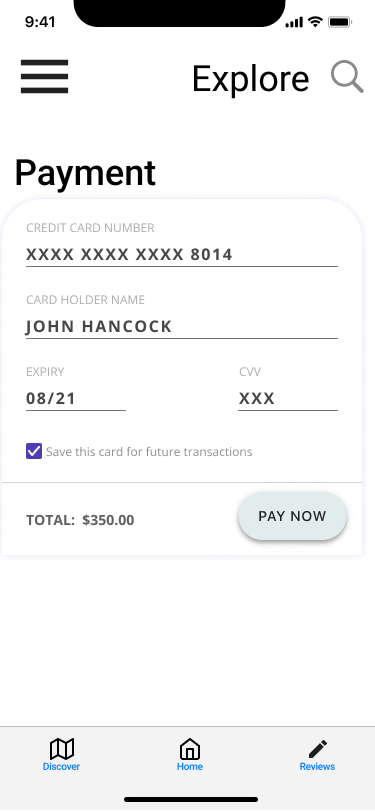 9:41
Explore
Payment
CREDIT CARD NUMBER
XXXX XXXX XXXX 8014
CARD HOLDER NAME
JOHN HANCOCK
EXPIRY CVV
08/21 XXX
Save this card for future transactions
TOTAL: $350.00 PAY NOW
Discover Home Reviews